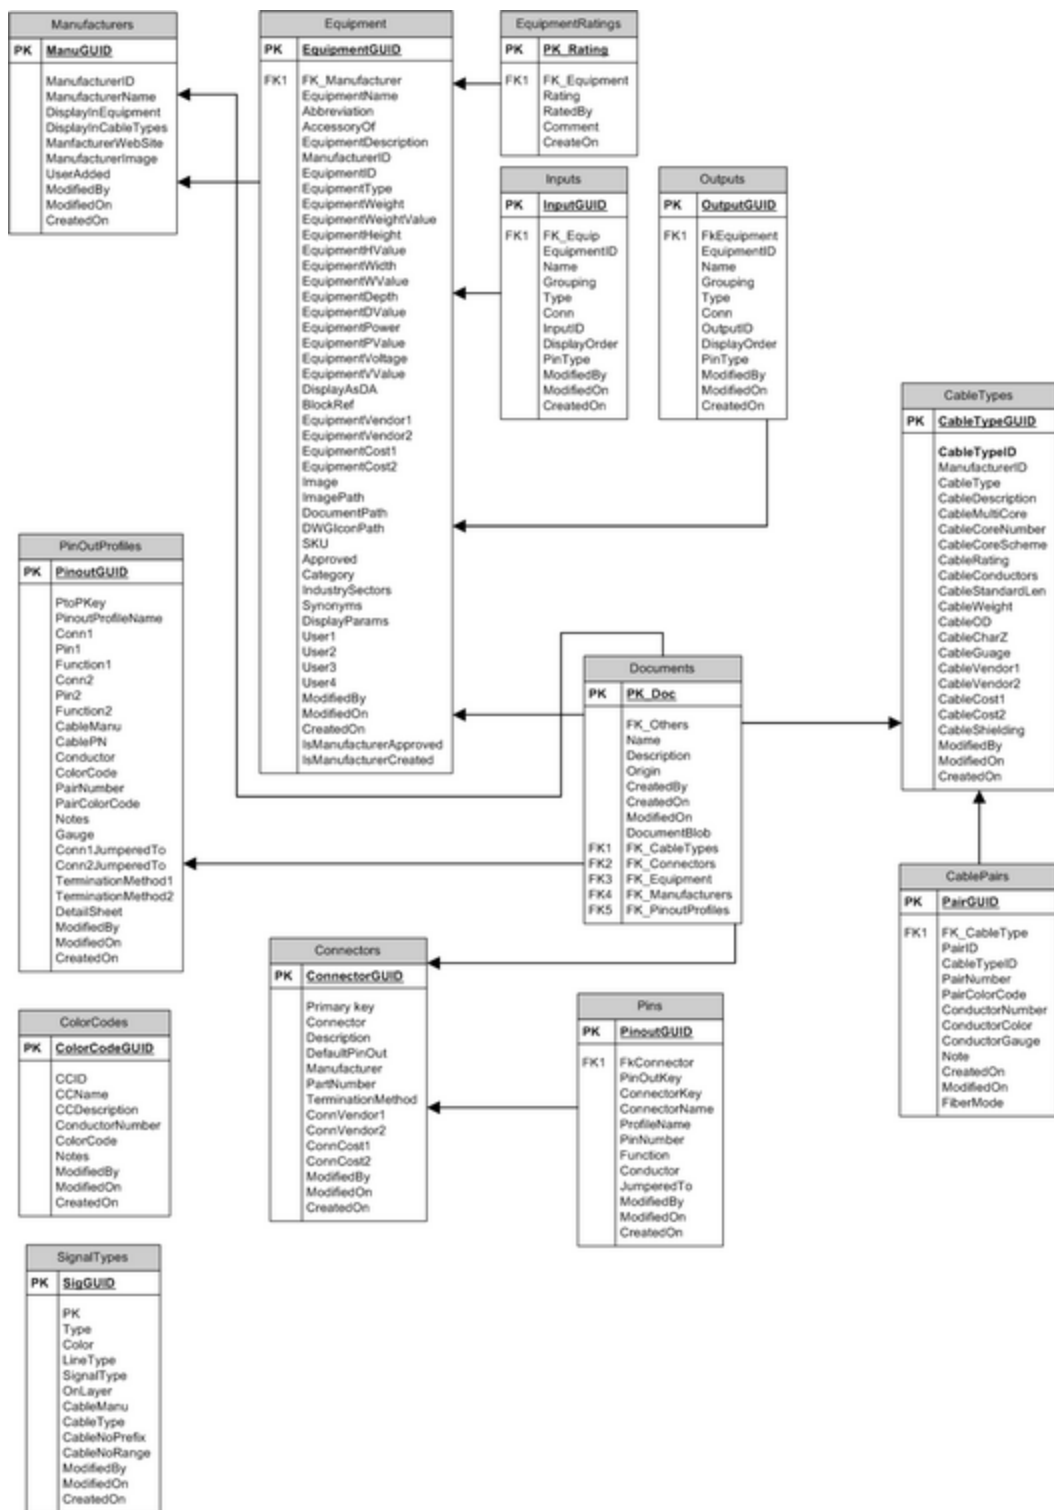 Manufacturers
PK ManuGUID
ManufacturerID
ManufacturerName
DisplayInEquipment
DisplayInCableTypes
ManfacturerWebSite
ManufacturerImage
UserAdded
ModifiedBy
ModifiedOn
CreatedOn
Equipment
PK EquipmentGUID
FK1 FK_Manufacturer
EquipmentName
Abbreviation
AccessoryOf
EquipmentDescription
ManufacturerID
EquipmentID
EquipmentType
EquipmentWeight
EquipmentWeightValue
EquipmentHeight
EquipmentHValue
EquipmentWidth
EquipmentWValue
EquipmentDepth
EquipmentDValue
EquipmentPower
EquipmentPValue
EquipmentVoltage
EquipmentVValue
DisplayAsDA
BlockRef
EquipmentVendor1
EquipmentVendor2
EquipmentCost1
EquipmentCost2
Image
ImagePath
DocumentPath
DWGIconPath
SKU
Approved
Category
IndustrySectors
Synonyms
DisplayParams
User1
User2
User3
User4
ModifiedBy
ModifiedOn
CreatedOn
IsManufacturerApproved
IsManufacturerCreated
EquipmentRatings
PK PK_Rating
FK1 FK_Equipment
Rating
RatedBy
Comment
CreateOn
Inputs
PK InputGUID
FK1 FK_Equip
EquipmentID
Name
Grouping
Type
Conn
InputID
DisplayOrder
PinType
ModifiedBy
ModifiedOn
CreatedOn
Outputs
PK OutputGUID
FK1 FkEquipment
EquipmentID
Name
Grouping
Type
Conn
OutputID
DisplayOrder
PinType
ModifiedBy
ModifiedOn
CreatedOn
CableTypes
PK CableTypeGUID
CableTypeID
ManufacturerID
CableType
CableDescription
CableMultiCore
CableCoreNumber
CableCoreScheme
CableRating
CableConductors
CableStandardLen
CableWeight
CableOD
CableCharZ
CableGuage
CableVendor1
CableVendor2
CableCost1
CableCost2
CableShielding
ModifiedBy
ModifiedOn
CreatedOn
PinOutProfiles
PK PinoutGUID
PtoPKey
PinoutProfileName
Conn1
Pin1
Function1
Conn2
Pin2
Function2
CableManu
CablePN
Conductor
ColorCode
PairNumber
PairColorCode
Notes
Gauge
Conn1JumperedTo
Conn2JumperedTo
TerminationMethod1
TerminationMethod2
DetailSheet
ModifiedBy
ModifiedOn
CreatedOn
Documents
PK PK_Doc
FK_Others
Name
Description
Origin
CreatedBy
CreatedOn
ModifiedOn
DocumentBlob
FK1 FK_CableTypes
FK2 FK_Connectors
FK3 FK_Equipment
FK4 FK_Manufacturers
FK5 FK_PinoutProfiles
CablePairs
PK PairGUID
FK1 FK_CableType
PairID
CableTypeID
PairNumber
PairColorCode
ConductorNumber
ConductorColor
ConductorGauge
Note
CreatedOn
ModifiedOn
FiberMode
Connectors
PK ConnectorGUID
Primary key
Connector
Description
DefaultPinOut
Manufacturer
PartNumber
TerminationMethod
ConnVendor1
ConnVendor2
ConnCost1
ConnCost2
ModifiedBy
ModifiedOn
CreatedOn
Pins
PK PinoutGUID
FK1 FkConnector
PinOutKey
ConnectorKey
ConnectorName
ProfileName
PinNumber
Function
Conductor
JumperedTo
ModifiedBy
ModifiedOn
CreatedOn
ColorCodes
PK ColorCodeGUID
CCID
CCName
CCDescription
ConductorNumber
ColorCode
Notes
ModifiedBy
ModifiedOn
CreatedOn
SignalTypes
PK SigGUID
PK
Type
Color
LineType
SignalType
OnLayer
CableManu
CableType
CableNoPrefix
CableNoRange
ModifiedBy
ModifiedOn
CreatedOn